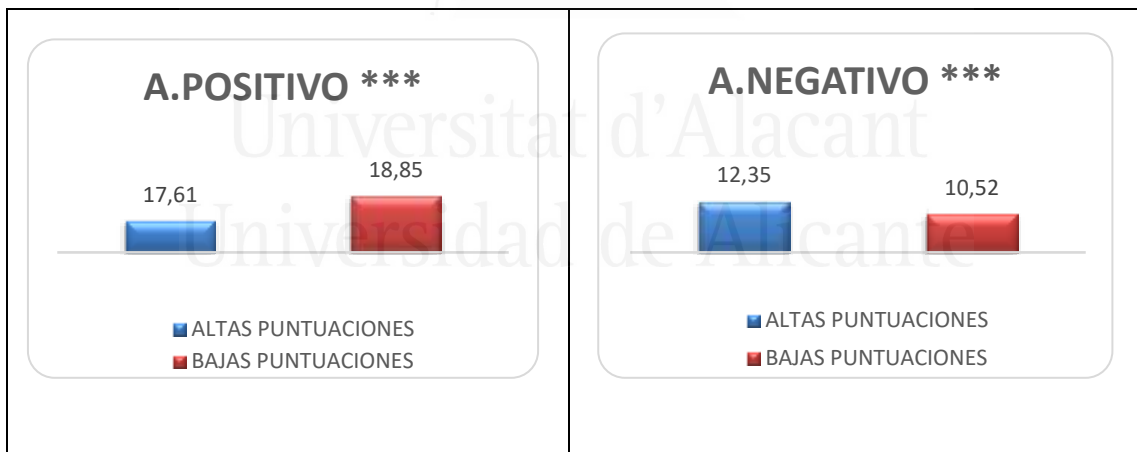 A.POSITIVO ***
17,61
18,85
ALTAS PUNTUACIONES
BAJAS PUNTUACIONES
A.NEGATIVO ***
12,35
10,52
ALTAS PUNTUACIONES
BAJAS PUNTUACIONES
Universitat d'Alacant
Universidad de Alicante